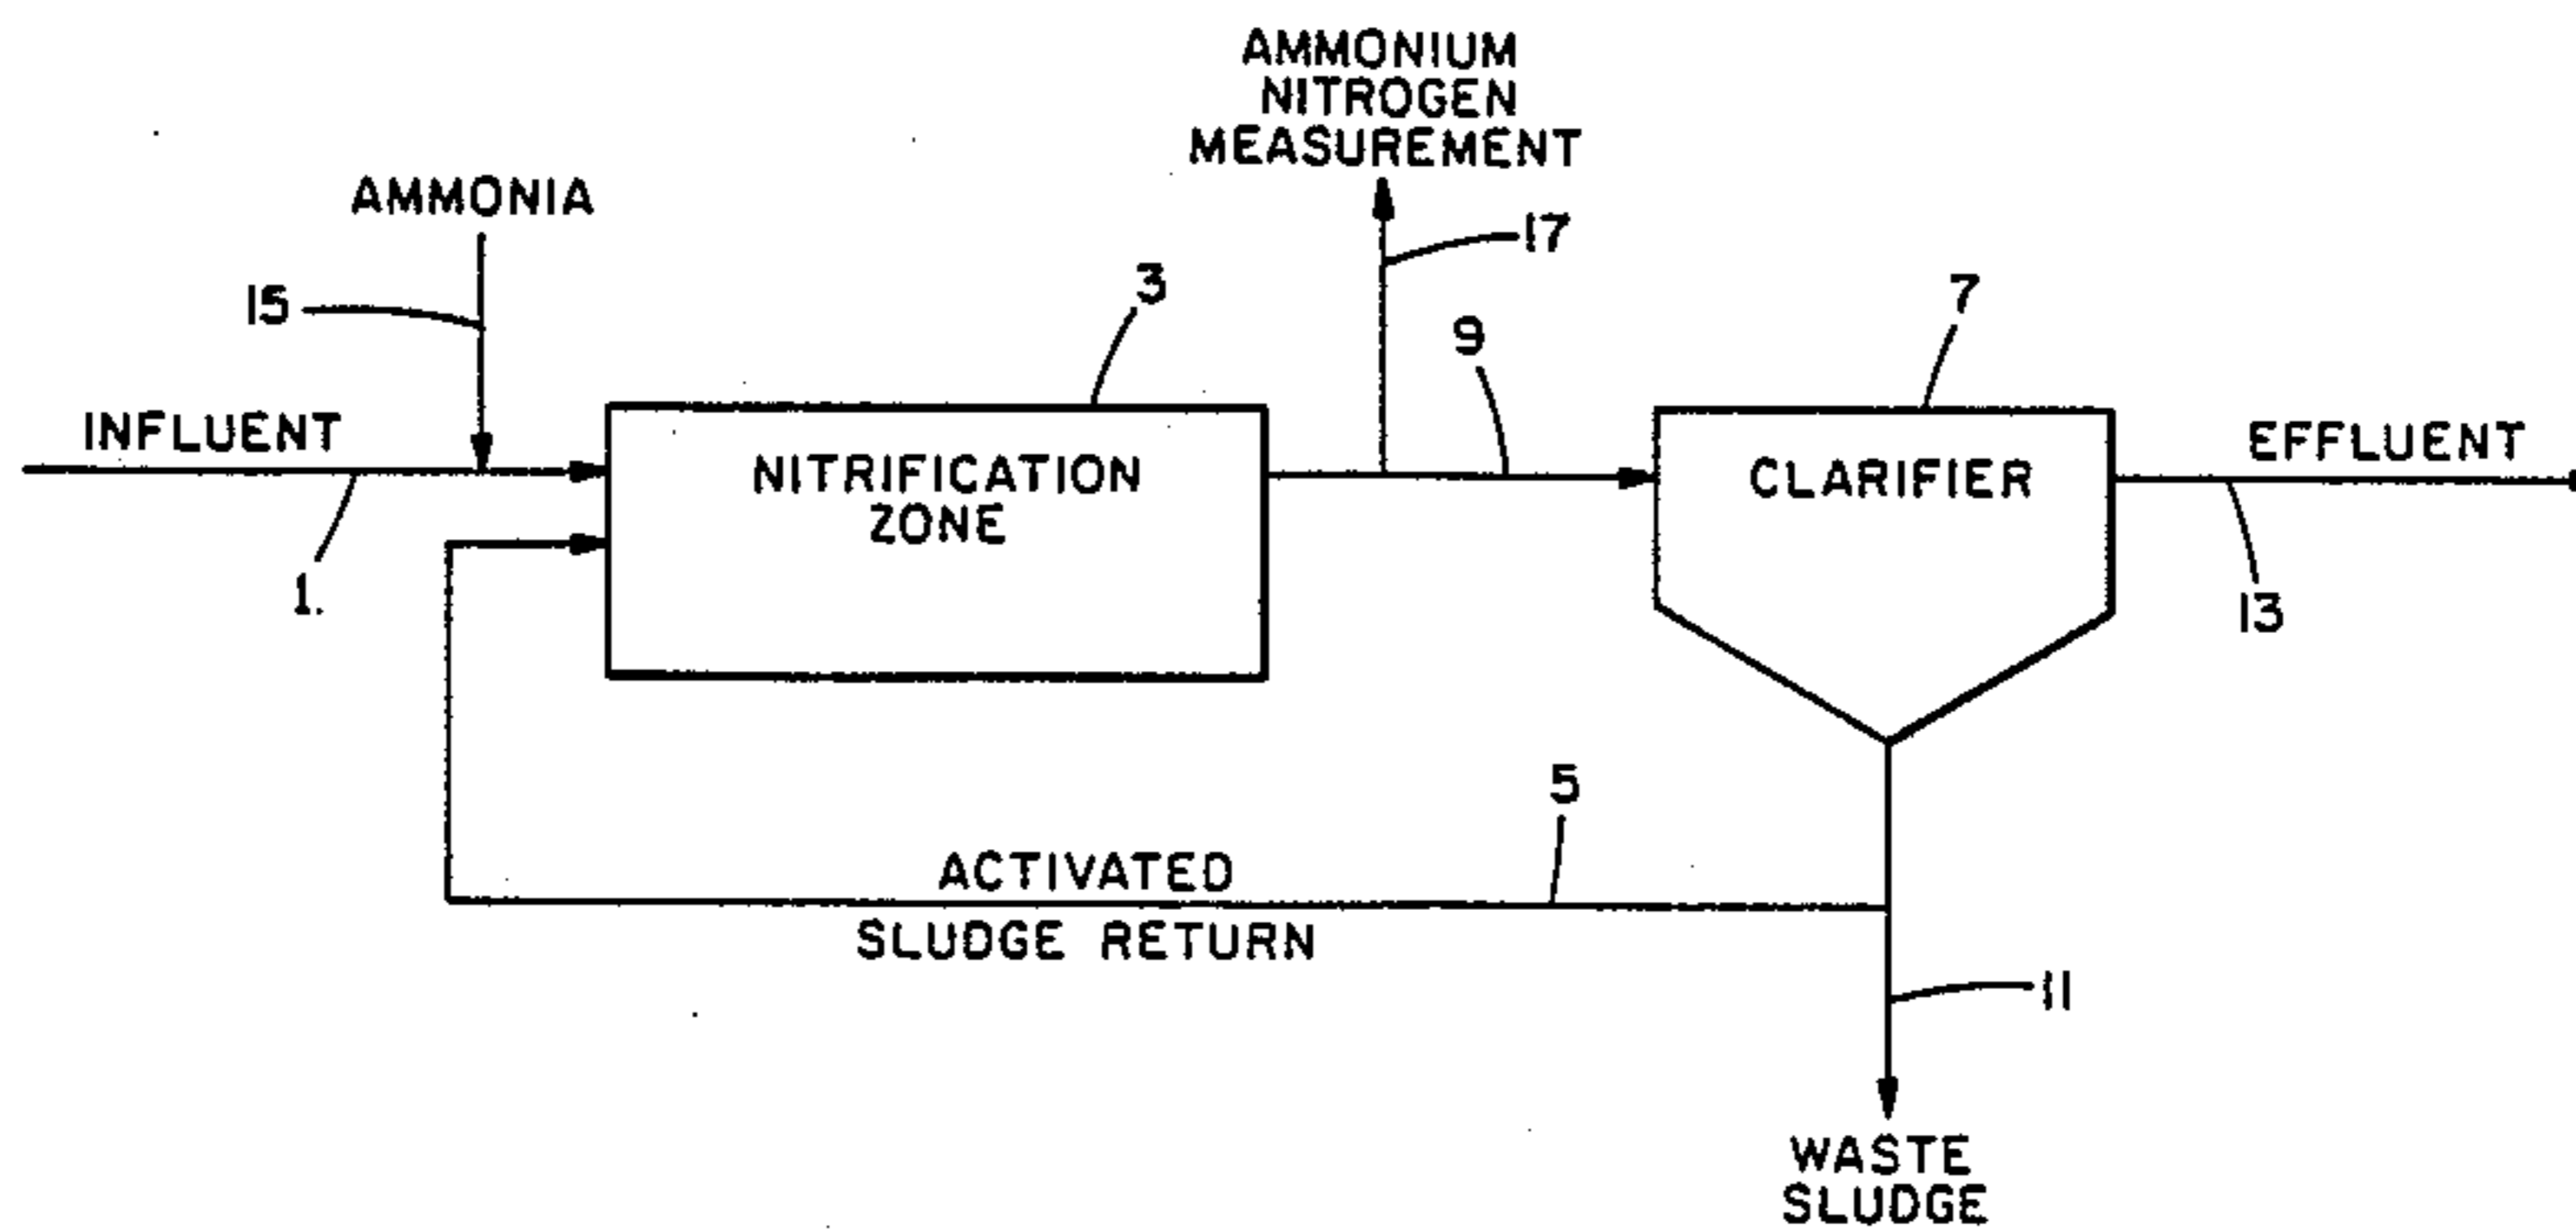 AMMONIUM
NITROGEN
MEASUREMENT
AMMONIA
17
15
3
7
9
INFLUENT
EFFLUENT
NITRIFICATION
ZONE
CLARIFIER
1.
13
5
ACTIVATED
SLUDGE RETURN
11
WASTE
SLUDGE